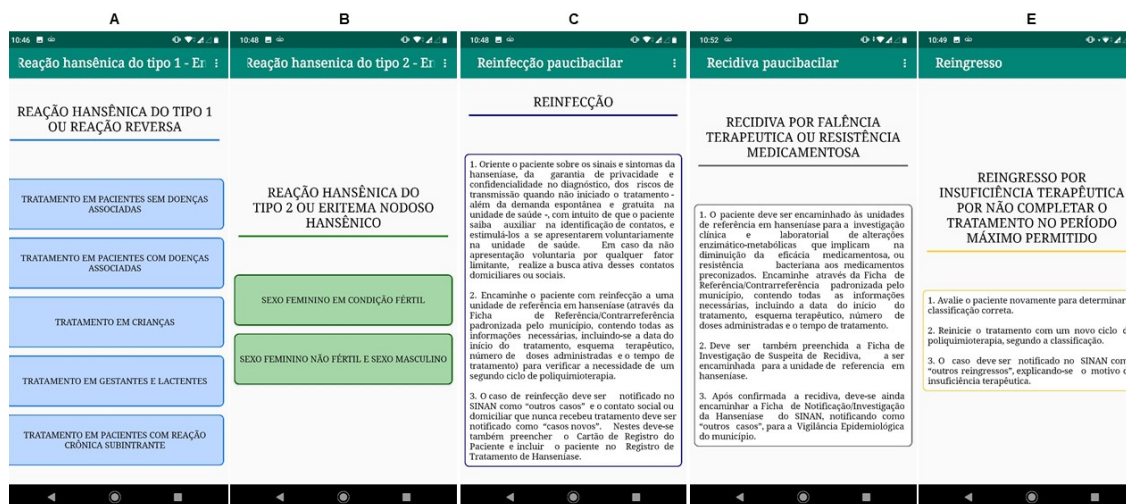 A
10:46
Reação hansênica do tipo 1 - En
REAÇÃO HANSÊNICA DO TIPO 1
OU REAÇÃO REVERSA
TRATAMENTO EM PACIENTES SEM DOENÇAS
ASSOCIADAS
TRATAMENTO EM PACIENTES COM DOENÇAS
ASSOCIADAS
TRATAMENTO EM CRIANÇAS
TRATAMENTO EM GESTANTES E LACTENTES
TRATAMENTO EM PACIENTES COM REAÇÃO
CRÔNICA SUBINTRANTE
B
10:48
Reação hansenica do tipo 2 - En
REAÇÃO HANSÊNICA DO
TIPO 2 OU ERITEMA NODOSO
HANSÊNICO
SEXO FEMININO EM CONDIÇÃO FÉRTIL
SEXO FEMININO NÃO FÉRTIL E SEXO MASCULINO
C
10:48
Reinfecção paucibacilar
REINFECÇÃO
1. Oriente o paciente sobre os sinais e sintomas da
hanseníase, da garantia de privacidade e
confidencialidade no diagnóstico, dos riscos de
transmissão quando não iniciado o tratamento -
além da demanda espontânea e gratuita na
unidade de saúde -, com intuito de que o paciente
saiba auxiliar na identificação de contatos, e
estimulá-los a se apresentarem voluntariamente
na unidade de saúde. Em caso da não
apresentação voluntaria por qualquer fator
limitante, realize a busca ativa desses contatos
domiciliares ou sociais.
2. Encaminhe o paciente com reinfecção a uma
unidade de referência em hanseníase (através da
Ficha de Referência/Contrarreferência
padronizada pelo município, contendo todas as
informações necessárias, incluindo-se a data do
início do tratamento, esquema terapêutico,
número de doses administradas e o tempo de
tratamento) para verificar a necessidade de um
segundo ciclo de poliquimioterapia.
3. O caso de reinfecção deve ser notificado no
SINAN como “outros casos” e o contato social ou
domiciliar que nunca recebeu tratamento deve ser
notificado como “casos novos”. Nestes deve-se
também preencher o Cartão de Registro do
Paciente e incluir o paciente no Registro de
Tratamento de Hanseníase.
D
10:52
Recidiva paucibacilar
RECIDIVA POR FALÊNCIA
TERAPEUTICA OU RESISTÊNCIA
MEDICAMENTOSA
1. O paciente deve ser encaminhado às unidades
de referência em hanseníase para a investigação
clínica e laboratorial de alterações
enzimático-metabólicas que implicam na
diminuição da eficácia medicamentosa, ou
resistência bacteriana aos medicamentos
preconizados. Encaminhe através da Ficha de
Referência/Contrarreferência padronizada pelo
município, contendo todas as informações
necessárias, incluindo a data do início do
tratamento, esquema terapêutico, número de
doses administradas e o tempo de tratamento.
2. Deve ser também preenchida a Ficha de
Investigação de Suspeita de Recidiva, a ser
encaminhada para a unidade de referencia em
hanseníase.
3. Após confirmada a recidiva, deve-se ainda
encaminhar a Ficha de Notificação/Investigação
da Hanseníase do SINAN, notificando como
“outros casos”, para a Vigilância Epidemiológica
do município.
E
10:49
Reingresso
REINGRESSO POR
INSUFICIÊNCIA TERAPÊUTICA
POR NÃO COMPLETAR O
TRATAMENTO NO PERÍODO
MÁXIMO PERMITIDO
1. Avalie o paciente novamente para determinar
classificação correta.
2. Reinicie o tratamento com um novo ciclo d
poliquimioterapia, segundo a classificação.
3. O caso deve ser notificado no SINAN com
“outros reingressos”, explicando-se o motivo d
insuficiência terapêutica.